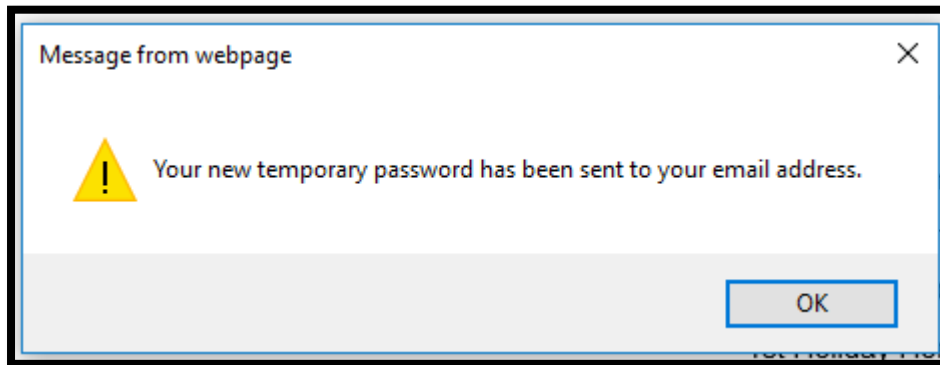 Message from webpage
Your new temporary password has been sent to your email address.
OK